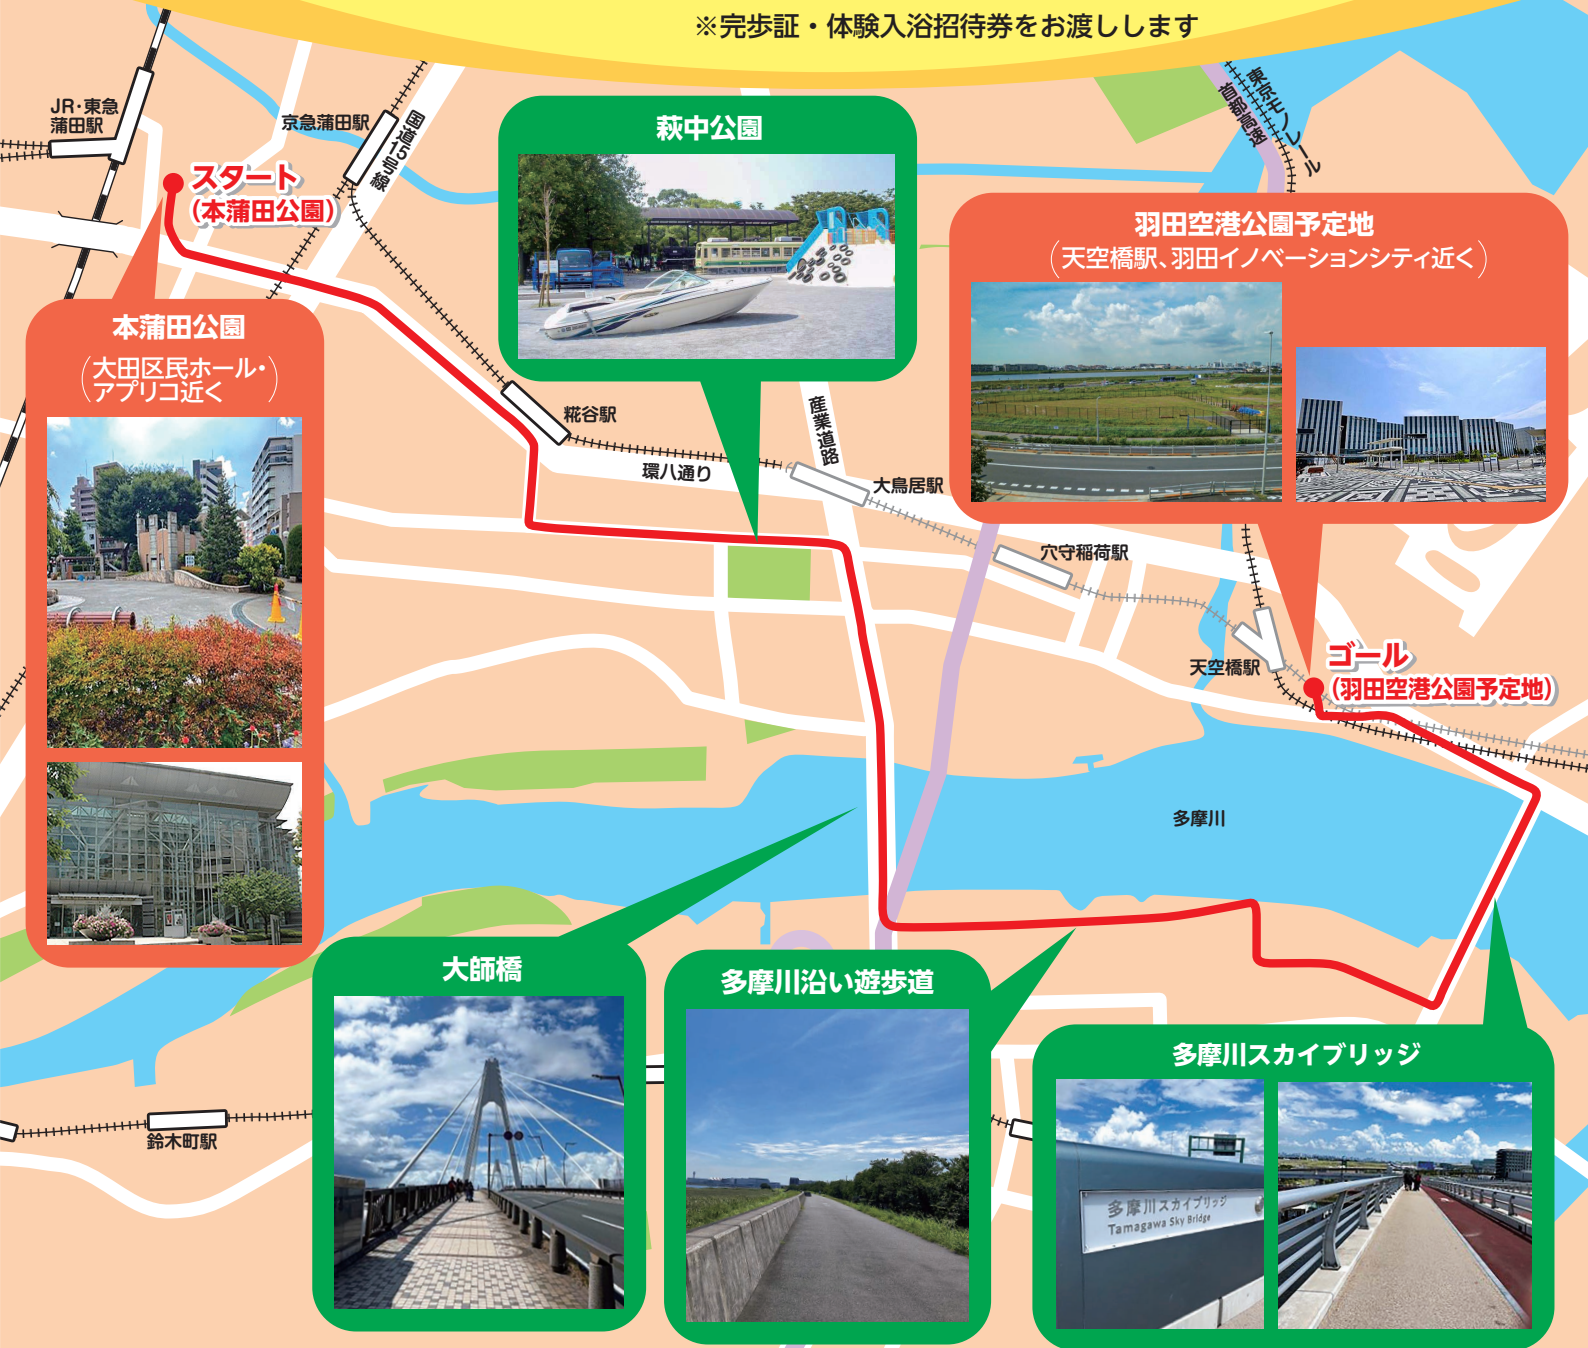 ※完歩証・体験入浴招待券をお渡しします
JR・東急
蒲田駅
京急蒲田駅
国道15号線
スタート
(本蒲田公園)
萩中公園
首都高速
東京モノレール
羽田空港公園予定地
(天空橋駅、羽田イノベーションシティ近く)
本蒲田公園
(大田区民ホール・
アプリコ近く)
糀谷駅
環八通り
産業道路
大鳥居駅
穴守稲荷駅
天空橋駅
ゴール
(羽田空港公園予定地)
多摩川
大師橋
多摩川沿い遊歩道
多摩川スカイブリッジ
多摩川スカイブリッジ
Tamagawa Sky Bridge
鈴木町駅